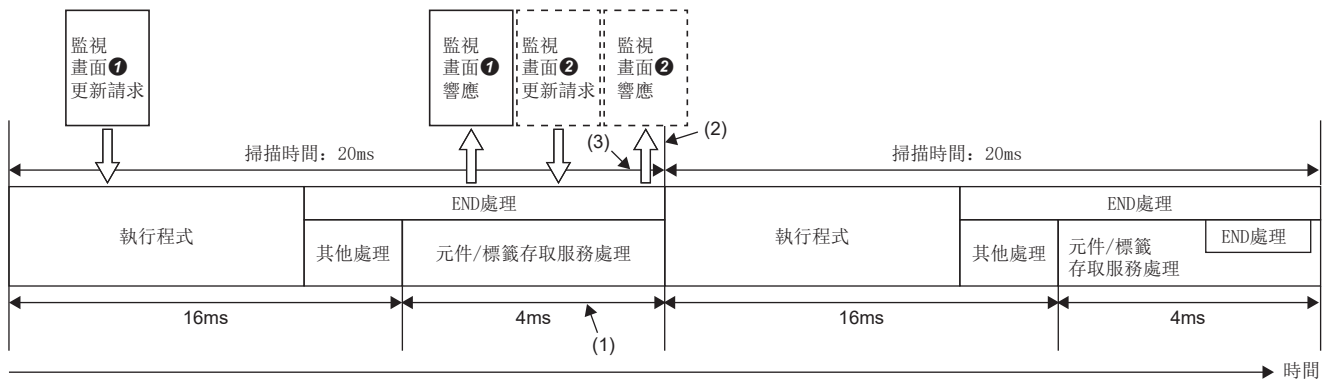 監視
畫面❶
更新請求
監視
畫面❶
響應
監視
畫面❷
更新請求
監視
畫面❷
響應
(3)
(2)
掃描時間：20ms
掃描時間：20ms
執行程式
END處理
其他處理
元件/標籤存取服務處理
執行程式
END處理
其他處理
元件/標籤
存取服務處理
END處理
16ms
4ms
16ms
4ms
(1)
時間